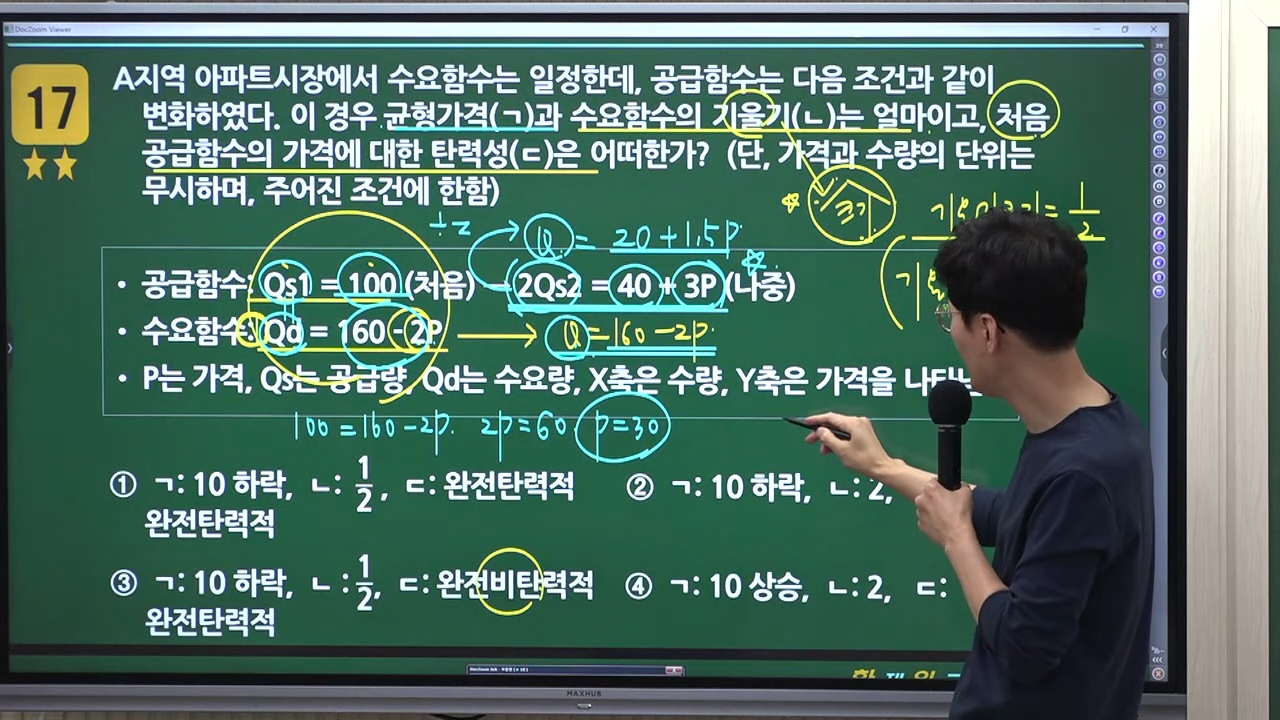 DocZoom Viewer
17
A지역 아파트시장에서 수요함수는 일정한데, 공급함수는 다음 조건과 같이
변화하였다. 이 경우 균형가격(ㄱ)과 수요함수의 기울기(ㄴ)는 얼마이고, 처음
공급함수의 가격에 대한 탄력성(ㄷ)은 어떠한가? (단, 가격과 수량의 단위는
무시하며, 주어진 조건에 한함)
크기
기울기 크기 = 1/2
÷2
Q = 20 + 1.5P
• 공급함수: Qs1 = 100 (처음) → 2Qs2 = 40 + 3P (나중)
• 수요함수: Qd = 160 - 2P → Q = 160 - 2P
• P는 가격, Qs는 공급량, Qd는 수요량, X축은 수량, Y축은 가격을
100 = 160 - 2P. 2P = 60 P = 30
① ㄱ: 10 하락, ㄴ: 1/2, ㄷ: 완전탄력적 ② ㄱ: 10 하락, ㄴ: 2,
완전탄력적
③ ㄱ: 10 하락, ㄴ: 1/2, ㄷ: 완전비탄력적 ④ ㄱ: 10 상승, ㄴ: 2, ㄷ:
완전탄력적
MAXHUB